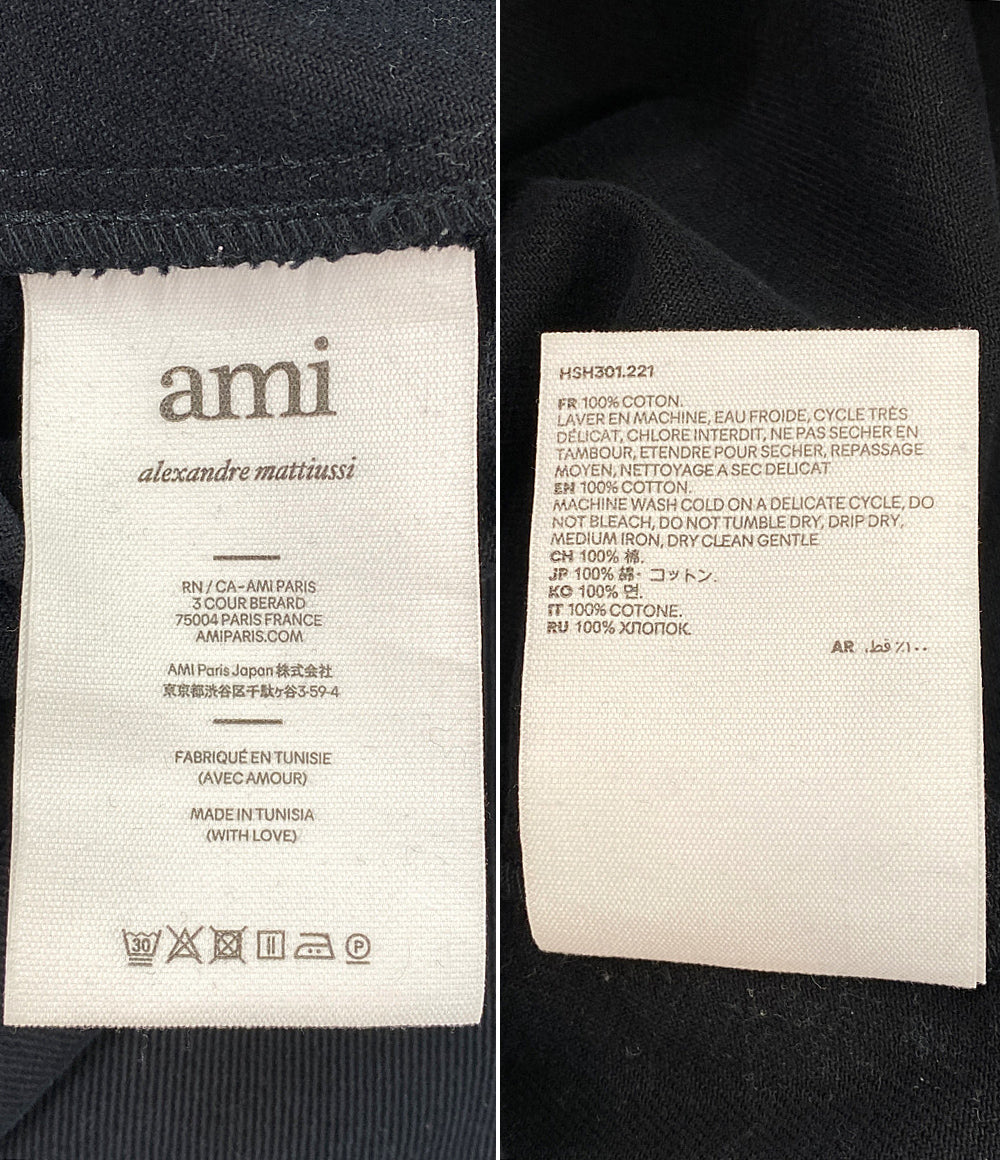 ami
alexandre mattiussi
RN / CA-AMI PARIS
3 COUR BERARD
75004 PARIS FRANCE
AMIPARIS.COM
AMI Paris Japan 株式会社
東京都渋谷区千駄ヶ谷3-59-4
FABRIQUÉ EN TUNISIE
(AVEC AMOUR)
MADE IN TUNISIA
(WITH LOVE)
30
P
HSH301.221
FR 100% COTON.
LAVER EN MACHINE, EAU FROIDE, CYCLE TRÈS
DÉLICAT, CHLORE INTERDIT, NE PAS SECHER EN
TAMBOUR, ETENDRE POUR SECHER, REPASSAGE
MOYEN, NETTOYAGE A SEC DELICAT
EN 100% COTTON.
MACHINE WASH COLD ON A DELICATE CYCLE, DO
NOT BLEACH, DO NOT TUMBLE DRY, DRIP DRY,
MEDIUM IRON, DRY CLEAN GENTLE
CH 100% 棉.
JP 100% 綿・コットン.
KO 100% 면.
IT 100% COTONE.
RU 100% ХЛОПОК.
AR ١٠٠٪ قطن.